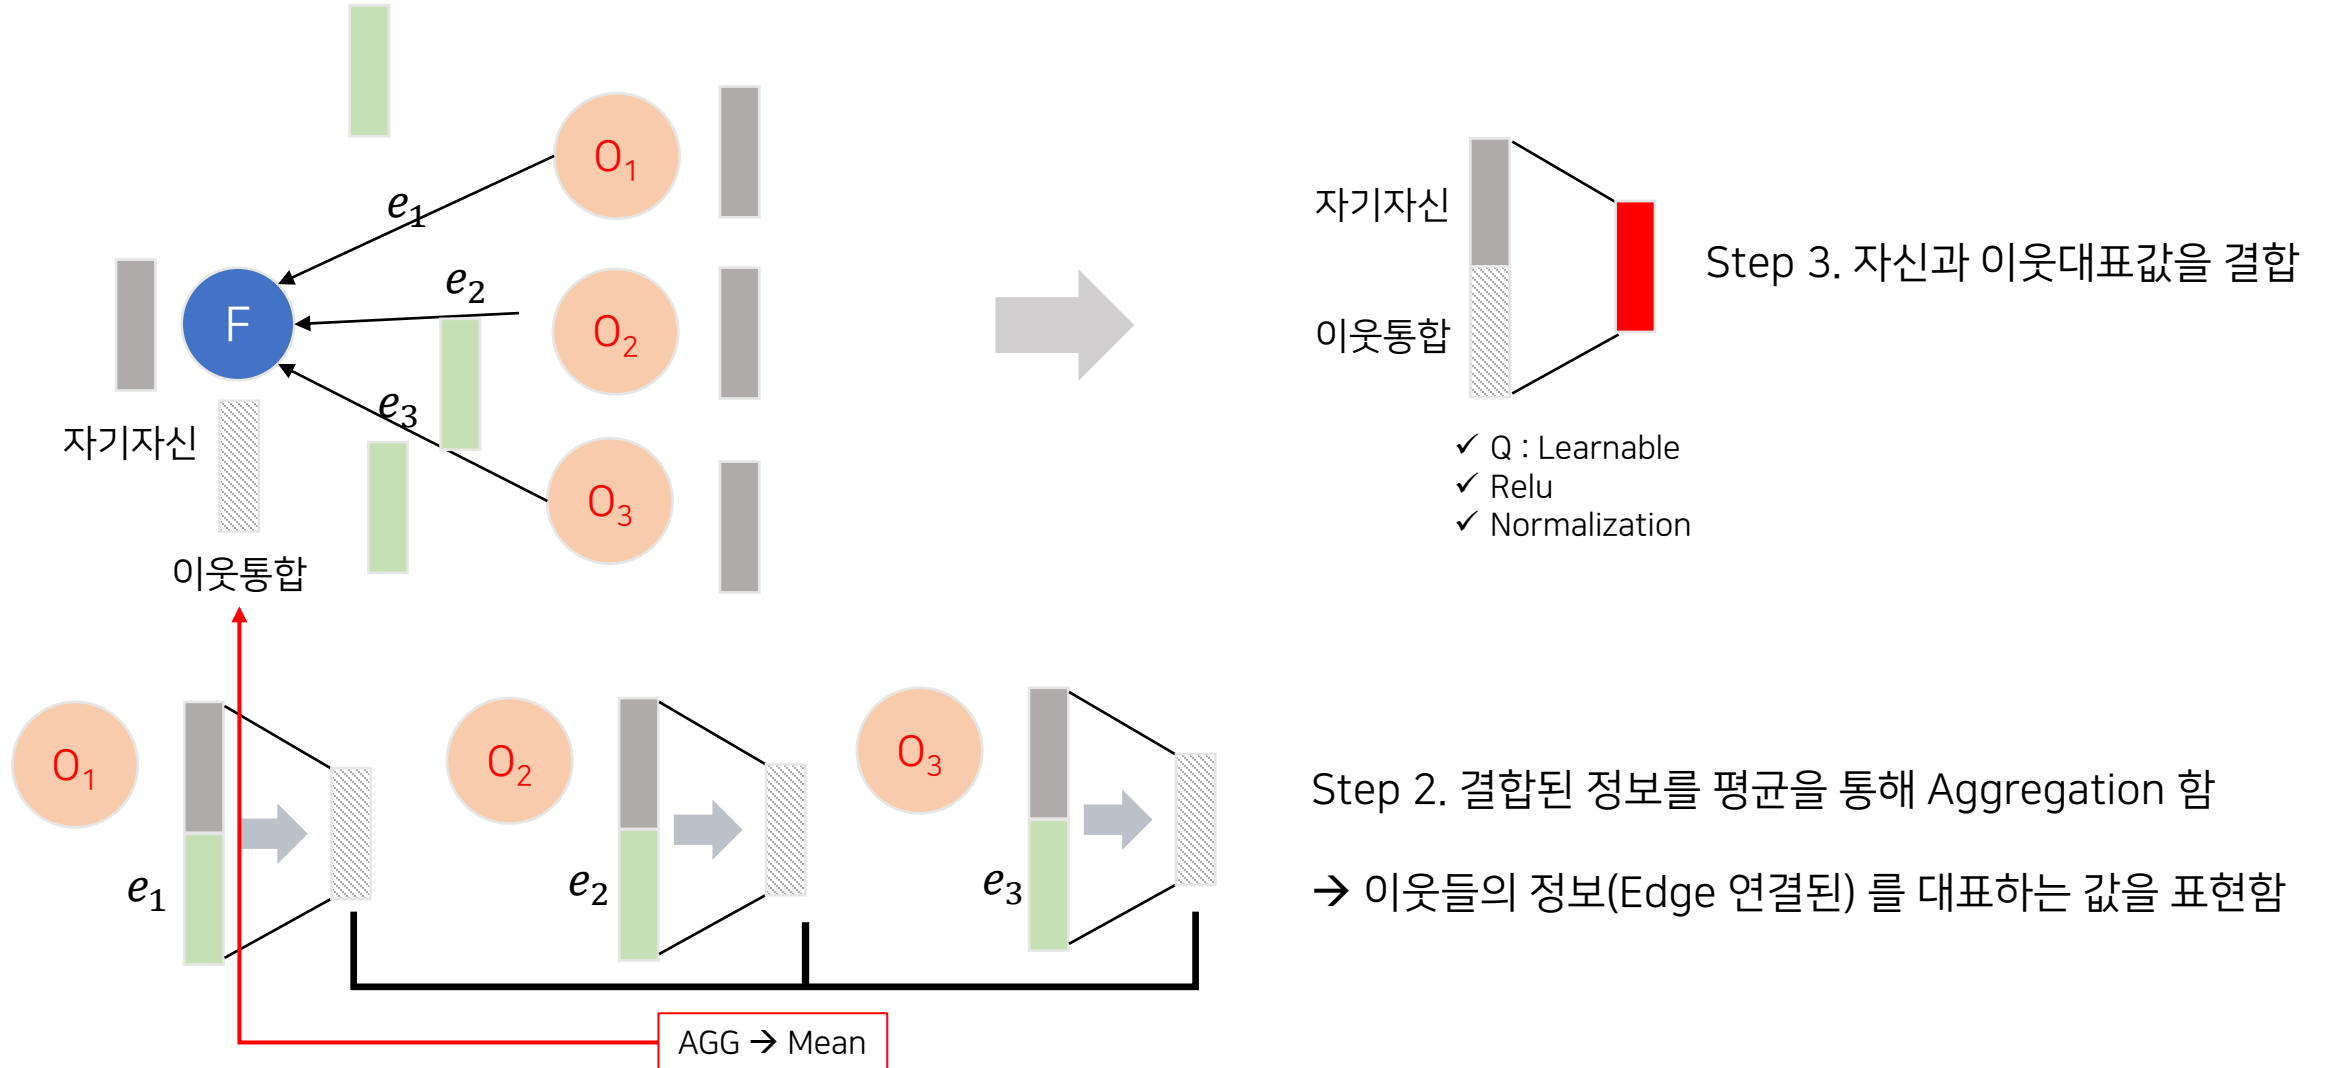 O1
e1
F
e2
O2
e3
O3
자기자신
이웃통합
자기자신
이웃통합
Step 3. 자신과 이웃대표값을 결합
✓ Q : Learnable
✓ Relu
✓ Normalization
O1
e1
O2
e2
O3
e3
AGG → Mean
Step 2. 결합된 정보를 평균을 통해 Aggregation 함
→ 이웃들의 정보(Edge 연결된) 를 대표하는 값을 표현함